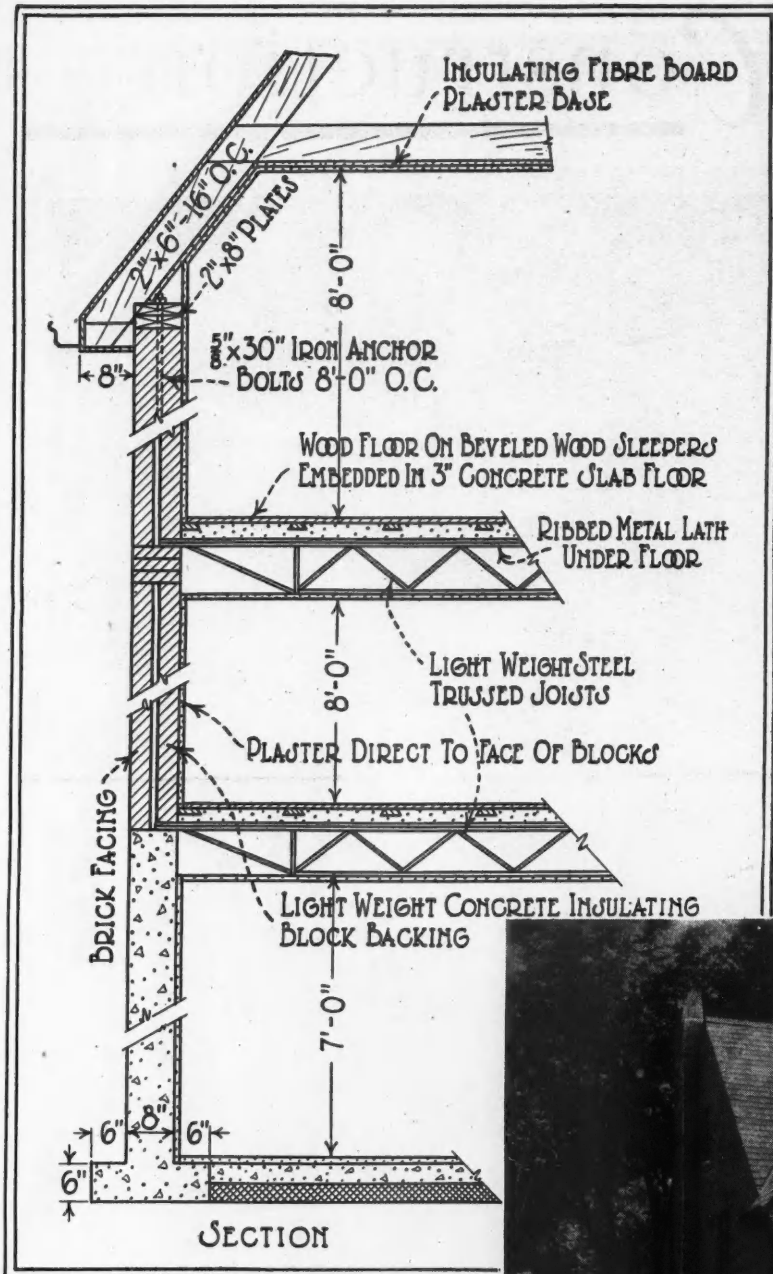 INSULATING FIBRE BOARD
PLASTER BASE
2"x6"-16" O.C.
2"x8" PLATES
8'-0"
5/8"x30" IRON ANCHOR
BOLTS 8'-0" O.C.
8"
WOOD FLOOR ON BEVELED WOOD SLEEPERS
EMBEDDED IN 3" CONCRETE SLAB FLOOR
RIBBED METAL LATH
UNDER FLOOR
8'-0"
LIGHT WEIGHT STEEL
TRUSSED JOISTS
PLASTER DIRECT TO FACE OF BLOCKS
BRICK FACING
LIGHT WEIGHT CONCRETE INSULATING
BLOCK BACKING
7'-0"
6" 8" 6"
6"
SECTION